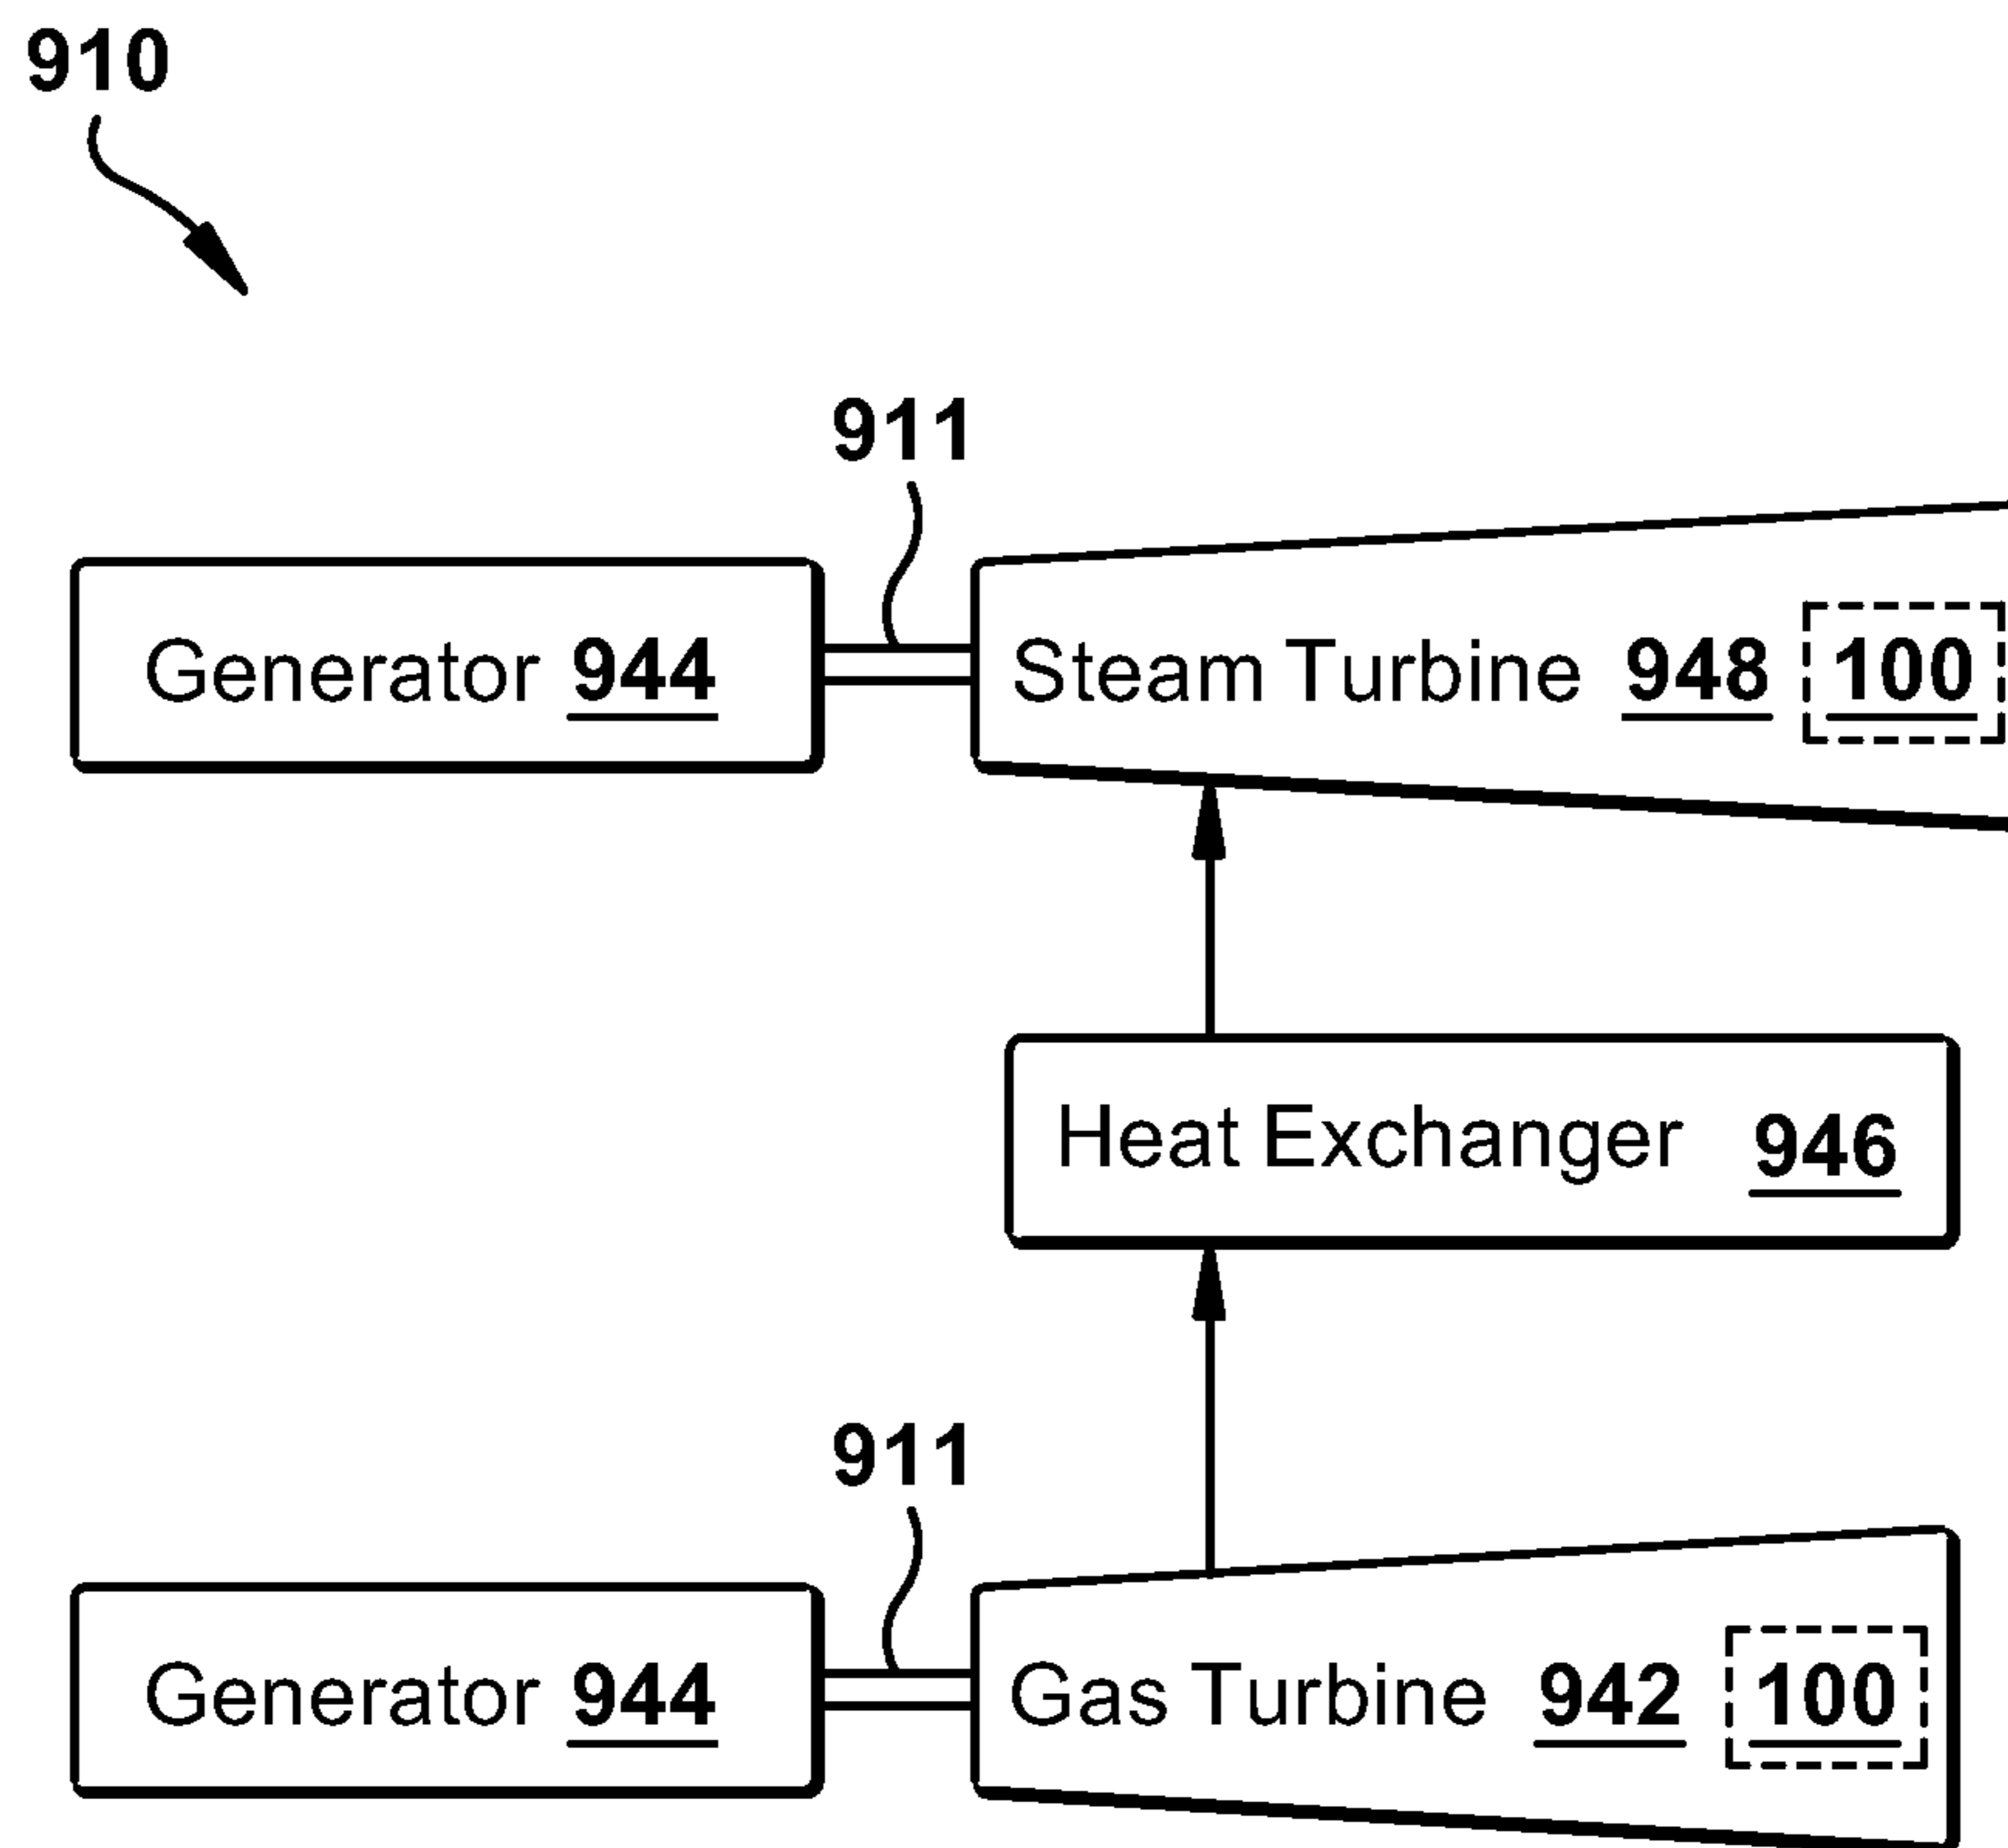 910
911
Generator 944
Steam Turbine 948 100
Heat Exchanger 946
911
Generator 944
Gas Turbine 942 100